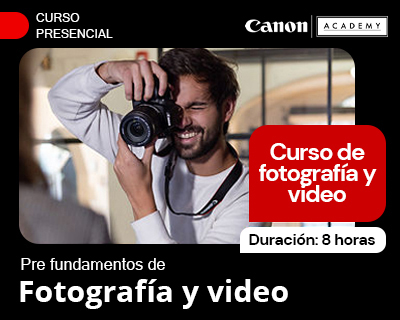 CURSO
PRESENCIAL
Canon
ACADEMY
Curso de
fotografía y
video
Duración: 8 horas
Pre fundamentos de
Fotografía y video